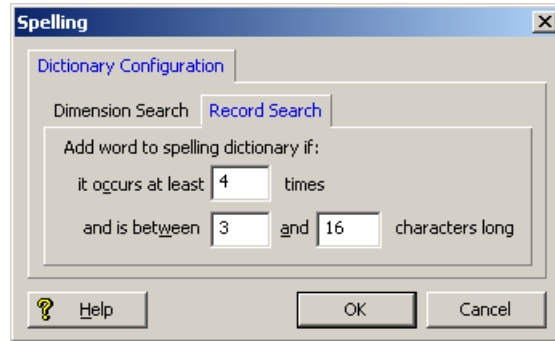 Spelling
Dictionary Configuration
Dimension Search Record Search
Add word to spelling dictionary if:
it occurs at least 4 times
and is between 3 and 16 characters long
Help OK Cancel